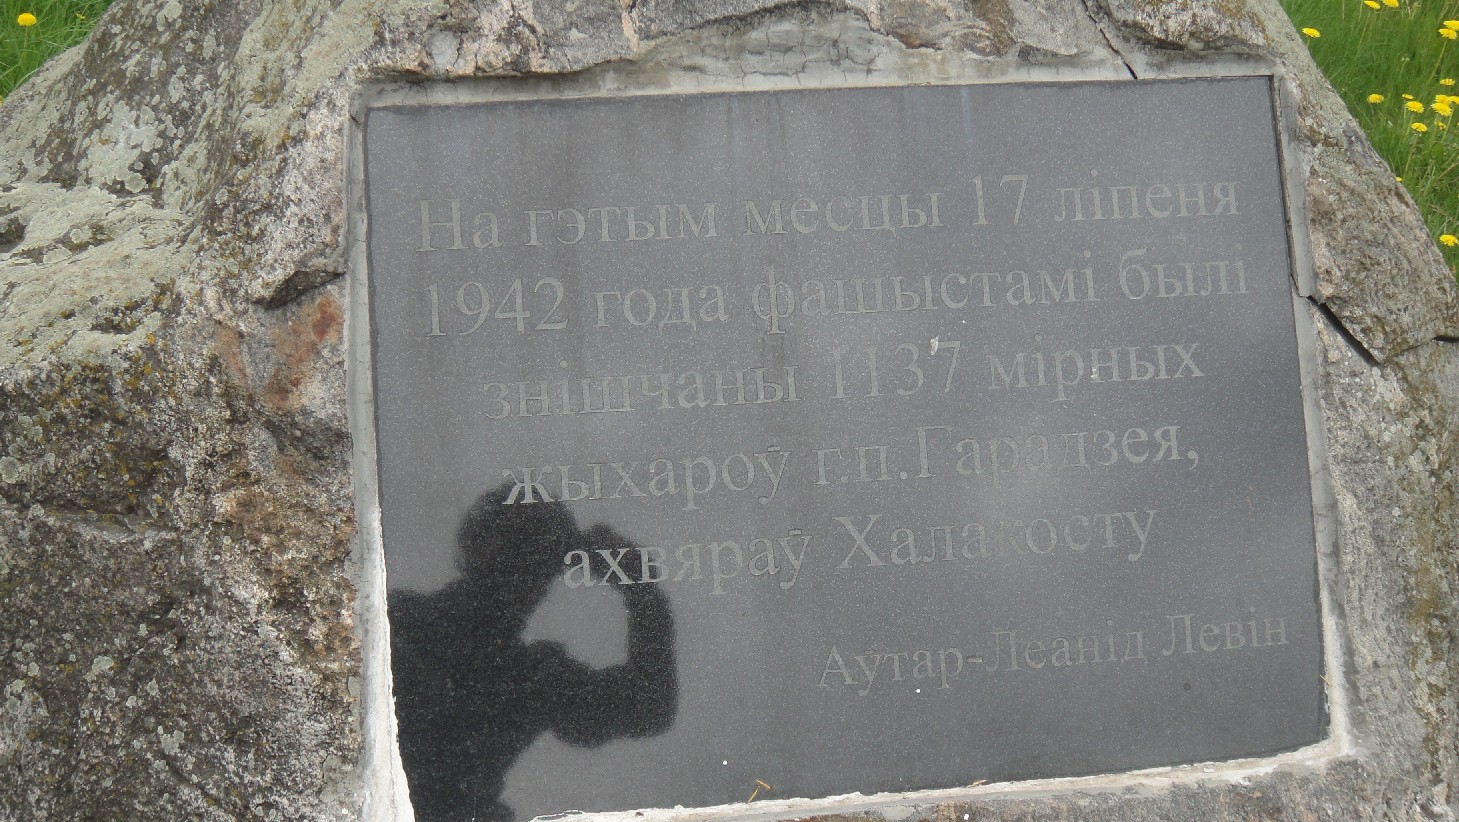 На гэтым месцы 17 ліпеня
1942 года фашыстамі былі
знішчаны 1137 мірных
жыхароў г.п.Гарадзея,
ахвяраў Халакосту
Аўтар-Леанід Левін